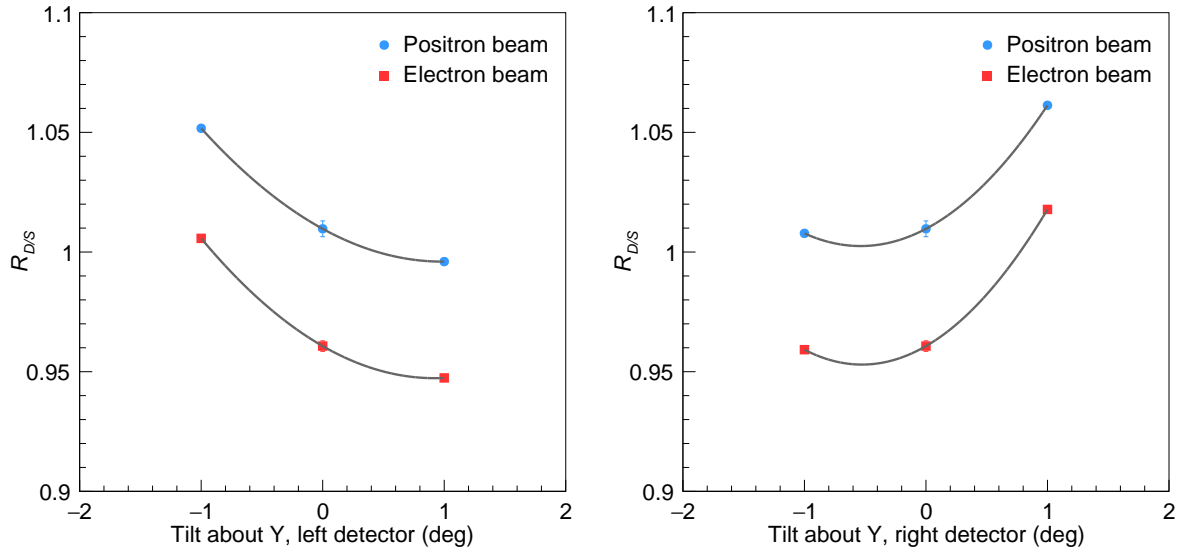 1.1
1.05
1
0.95
0.9
R_{D/S}
Positron beam
Electron beam
−2 −1 0 1 2
Tilt about Y, left detector (deg)
1.1
1.05
1
0.95
0.9
R_{D/S}
Positron beam
Electron beam
−2 −1 0 1 2
Tilt about Y, right detector (deg)